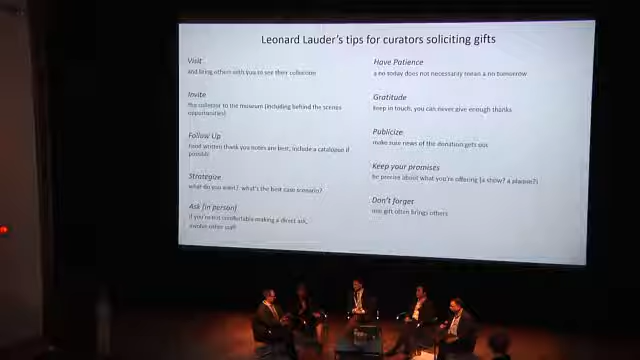 Leonard Lauder's tips for curators soliciting gifts
Visit
and bring others with you to see their collections
Invite
the collector to the museum (including behind the scenes
opportunities)
Follow Up
hand written thank you notes are best, include a catalogue if
possible
Strategize
what do you want? what's the best case scenario?
Ask (in person)
if you're not comfortable making a direct ask,
involve other staff
Have Patience
a no today does not necessarily mean a no tomorrow
Gratitude
keep in touch, you can never give enough thanks
Publicize
make sure news of the donation gets out
Keep your promises
be precise about what you're offering (a show? a plaque?)
Don't forget
one gift often brings others